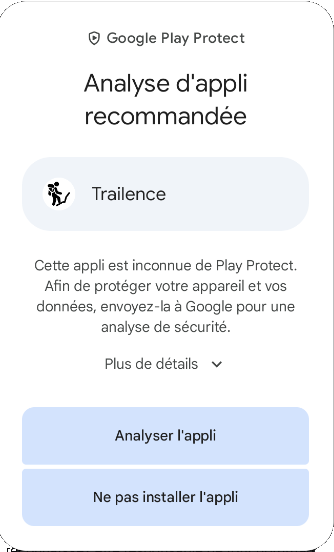 Google Play Protect
Analyse d'appli
recommandée
Trailence
Cette appli est inconnue de Play Protect.
Afin de protéger votre appareil et vos
données, envoyez-la à Google pour une
analyse de sécurité.
Plus de détails
Analyser l'appli
Ne pas installer l'appli